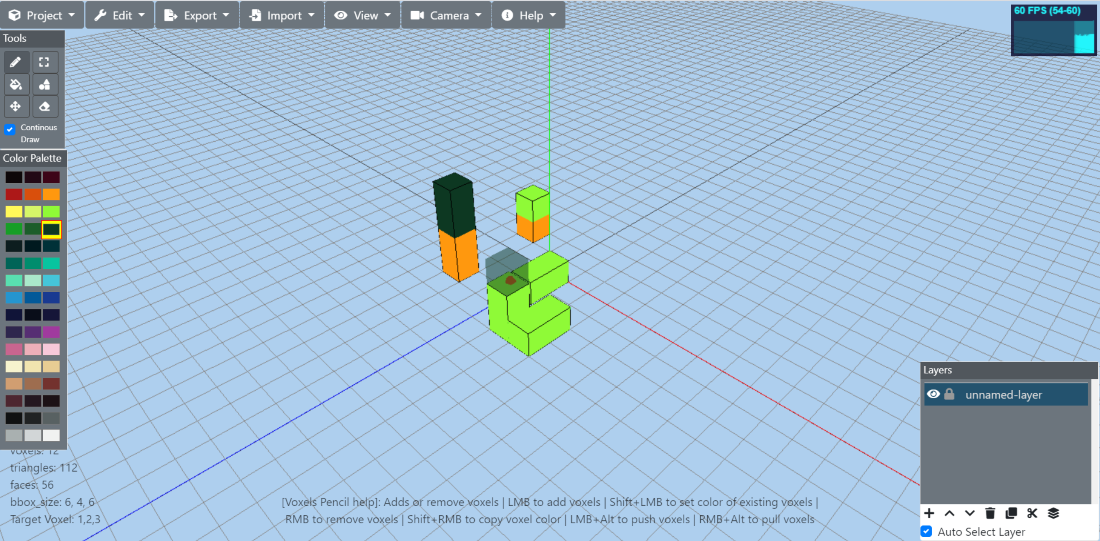 Project Edit Export Import View Camera Help
60 FPS (54-60)
Tools
Continous
Draw
Color Palette
voxels: 12
triangles: 112
faces: 56
bbox_size: 6, 4, 6
Target Voxel: 1,2,3
[Voxels Pencil help]: Adds or remove voxels | LMB to add voxels | Shift+LMB to set color of existing voxels |
RMB to remove voxels | Shift+RMB to copy voxel color | LMB+Alt to push voxels | RMB+Alt to pull voxels
Layers
unnamed-layer
Auto Select Layer